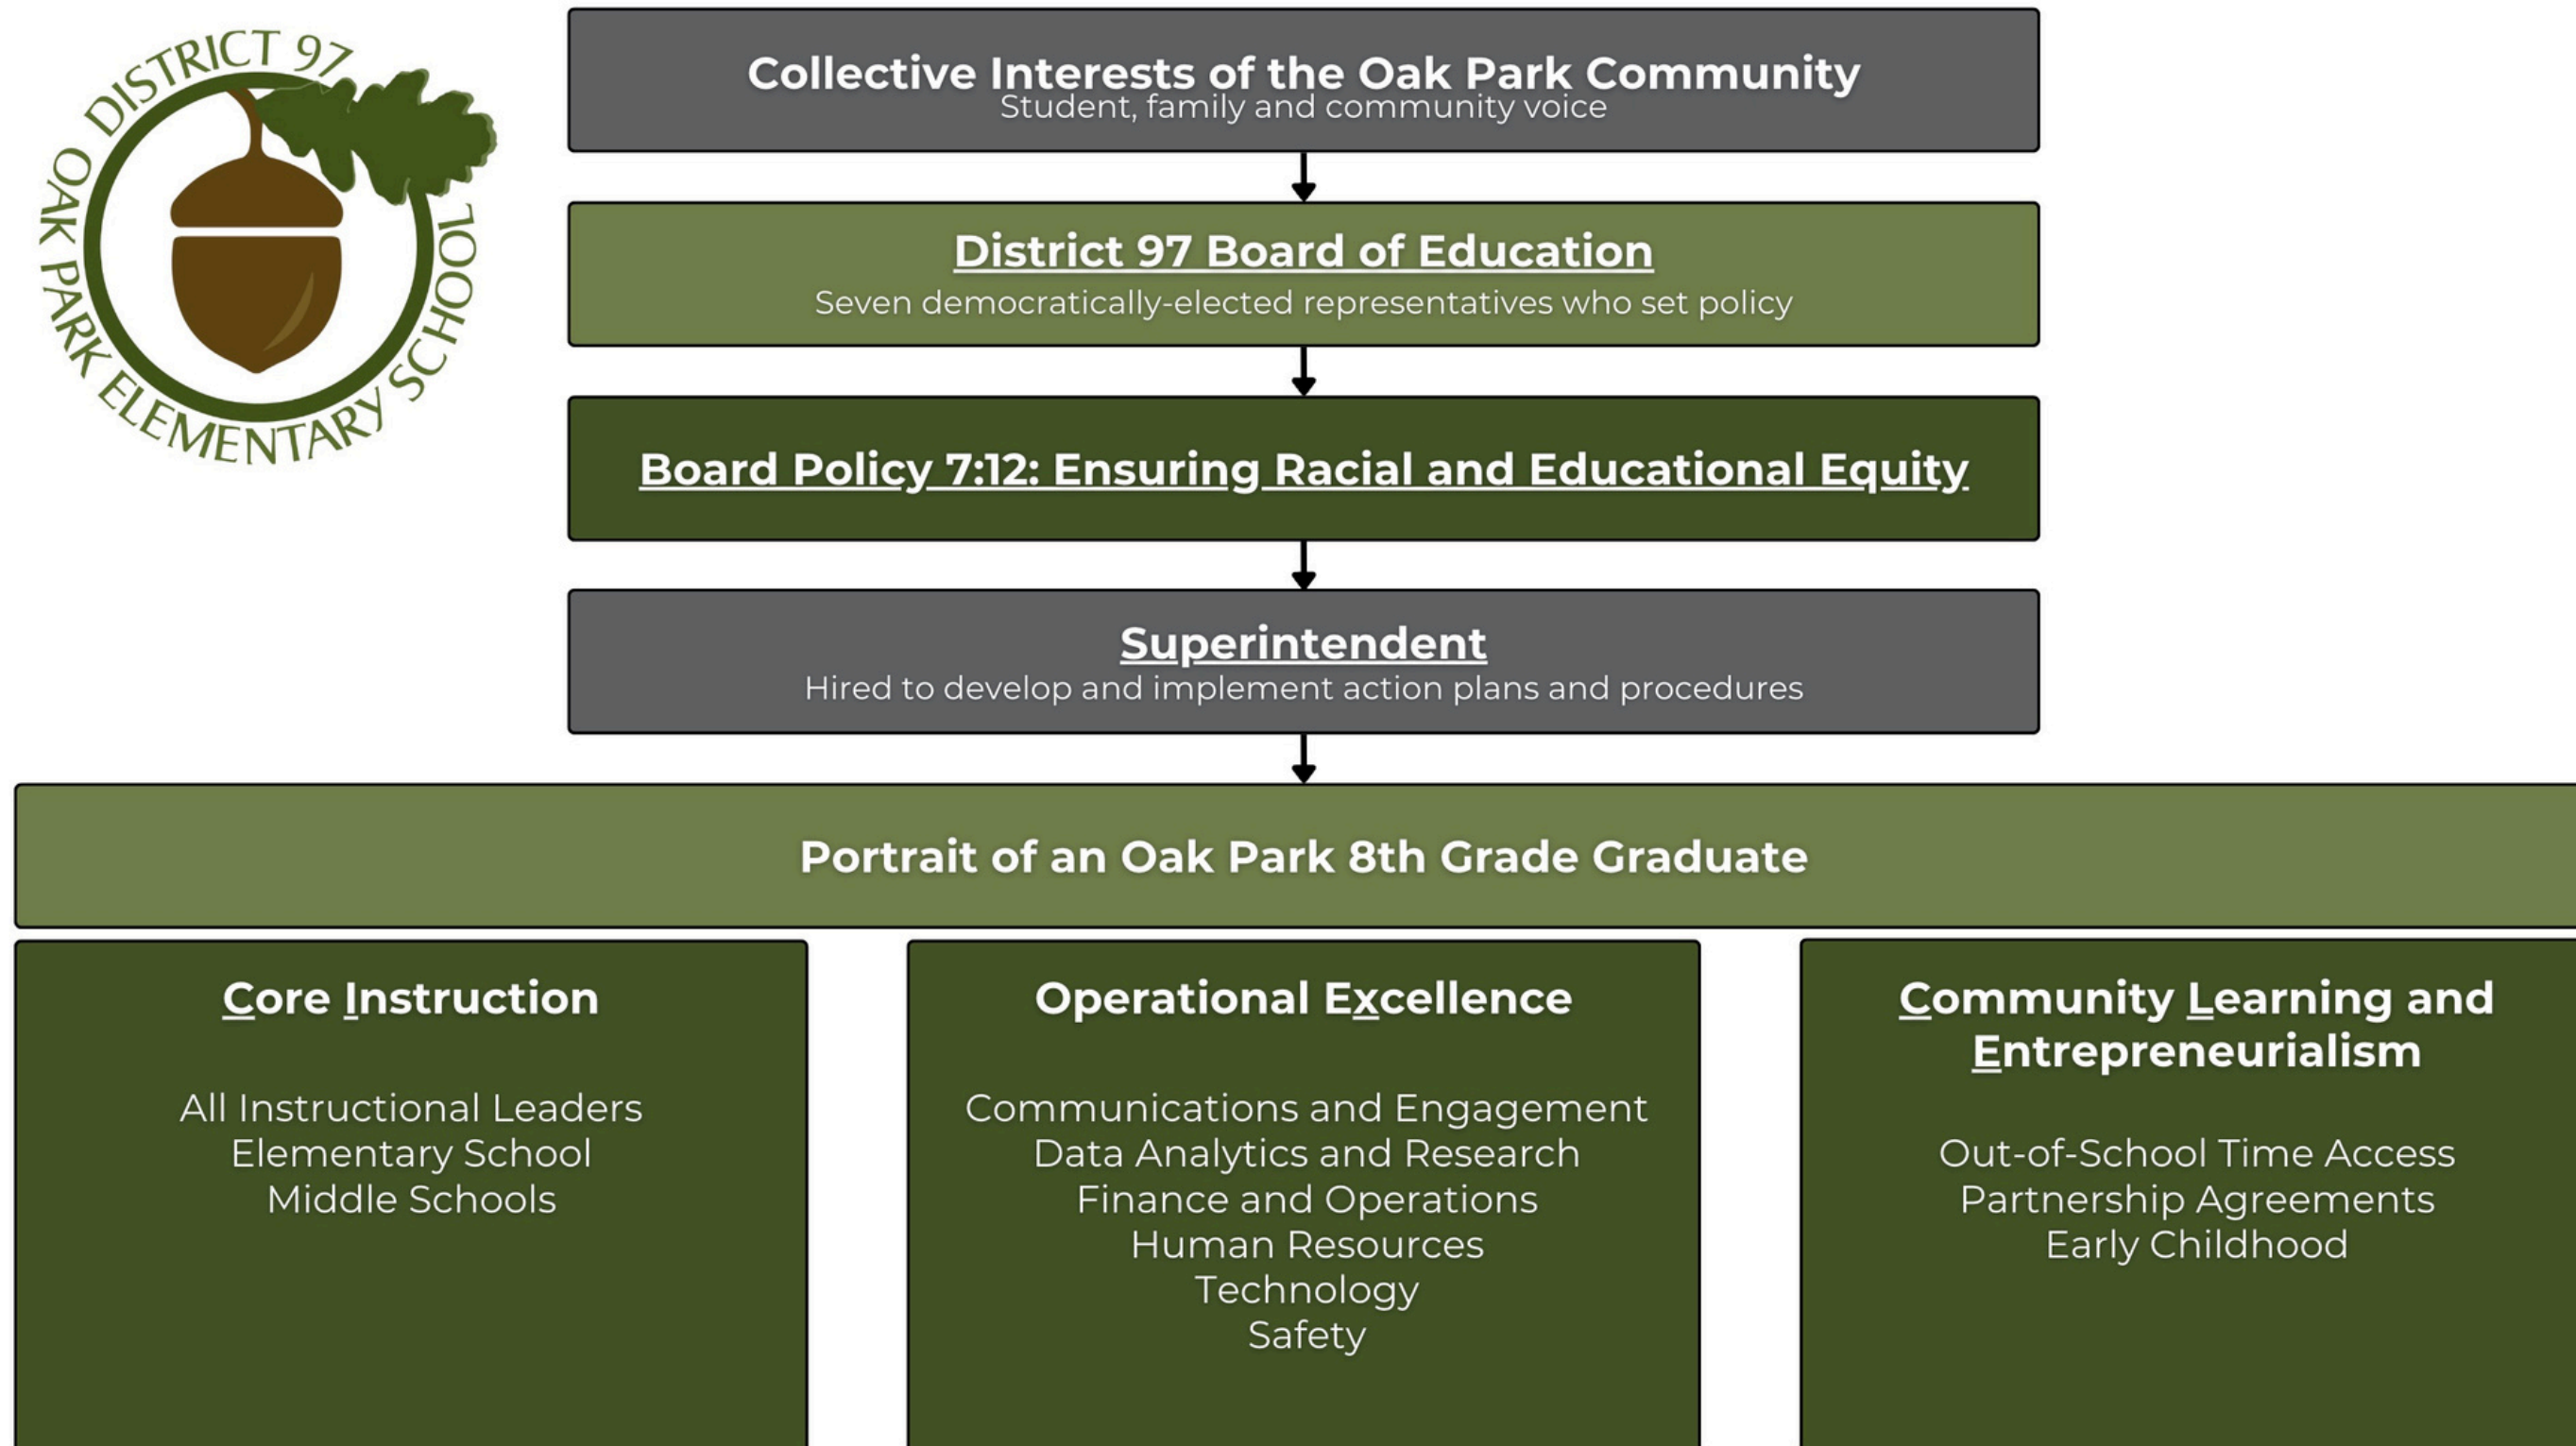 OAK PARK ELEMENTARY SCHOOL DISTRICT 97
Collective Interests of the Oak Park Community
Student, family and community voice
District 97 Board of Education
Seven democratically-elected representatives who set policy
Board Policy 7:12: Ensuring Racial and Educational Equity
Superintendent
Hired to develop and implement action plans and procedures
Portrait of an Oak Park 8th Grade Graduate
Core Instruction
All Instructional Leaders
Elementary School
Middle Schools
Operational Excellence
Communications and Engagement
Data Analytics and Research
Finance and Operations
Human Resources
Technology
Safety
Community Learning and
Entrepreneurialism
Out-of-School Time Access
Partnership Agreements
Early Childhood